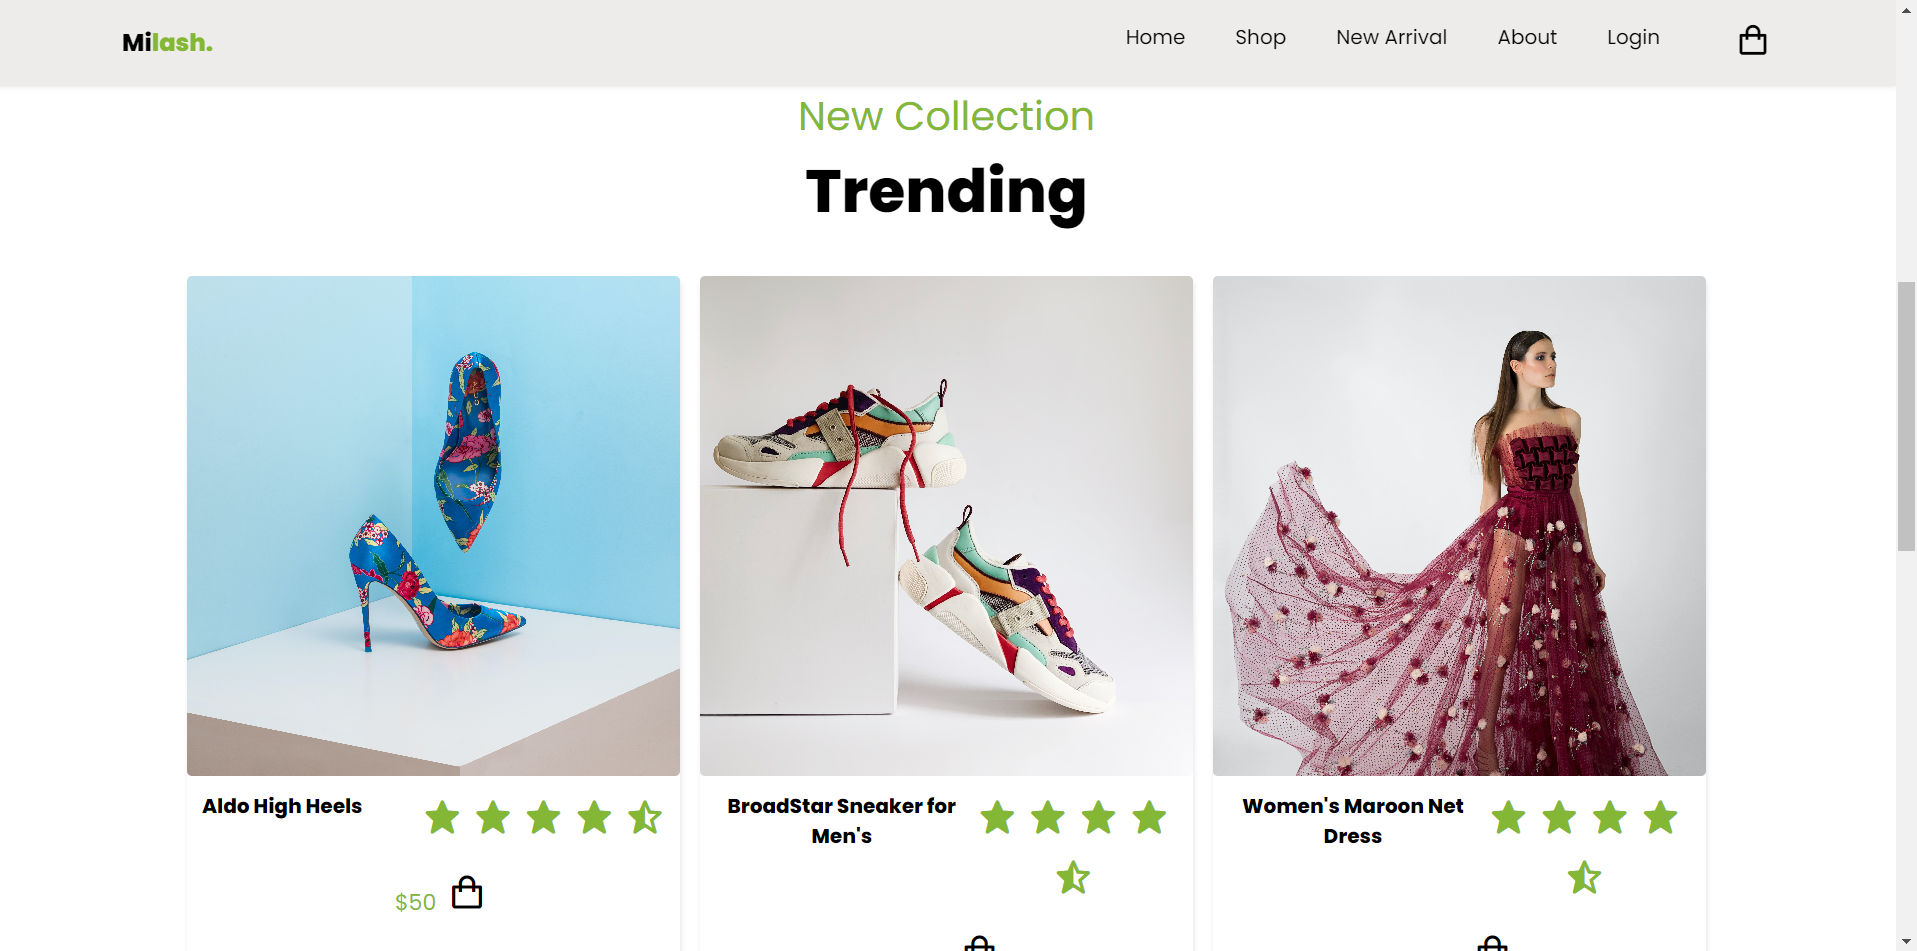 Milash.
Home
Shop
New Arrival
About
Login
New Collection
Trending
Aldo High Heels
$50
BroadStar Sneaker for
Men's
Women's Maroon Net
Dress